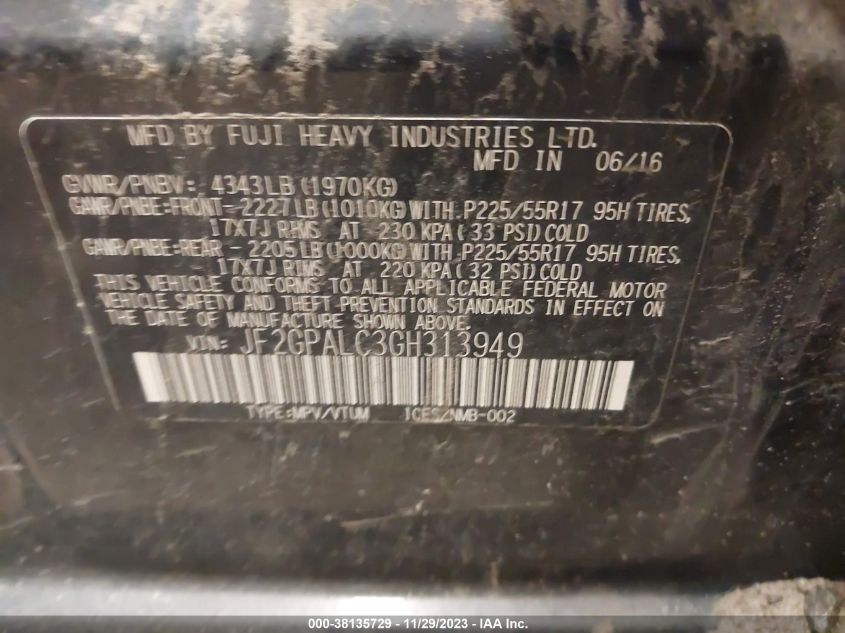 MFD BY FUJI HEAVY INDUSTRIES LTD.
MFD IN 06/16
GVWR/PNBV: 4343LB(1970KG)
GAWR/PNBE:FRONT-2227LB(1010KG)WITH P225/55R17 95H TIRES,
17X7J RIMS AT 230 KPA(33 PSI)COLD
GAWR/PNBE:REAR - 2205LB(1000KG)WITH P225/55R17 95H TIRES,
17X7J RIMS AT 220 KPA(32 PSI)COLD
THIS VEHICLE CONFORMS TO ALL APPLICABLE FEDERAL MOTOR
VEHICLE SAFETY AND THEFT PREVENTION STANDARDS IN EFFECT ON
THE DATE OF MANUFACTURE SHOWN ABOVE.
VIN: JF2GPALC3GH313949
TYPE:MPV/VTUM ICES/NMB-002
000-38135729 - 11/29/2023 - IAA Inc.